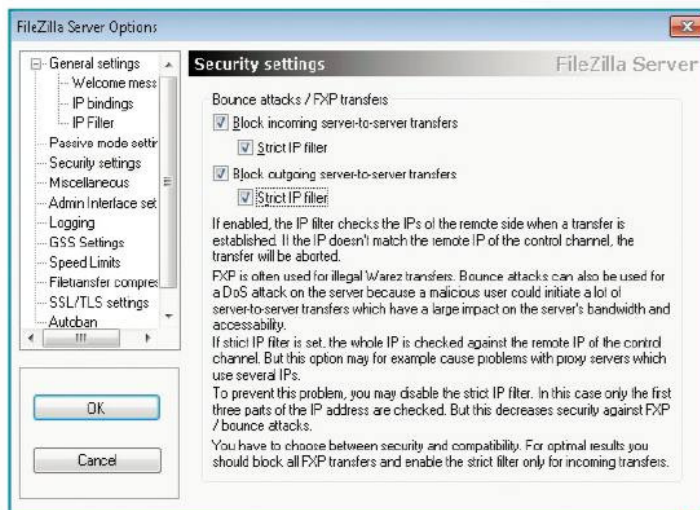 FileZilla Server Options
General settings
Welcome mess
IP bindings
IP Filter
Passive mode settir
Security settings
Miscellaneous
Admin Interface set
Logging
GSS Settings
Speed Limits
Filetransfer compres
SSL/TLS settings
Autoban
OK
Cancel
Security settings
FileZilla Server
Bounce attacks / FXP transfers
Block incoming server-to-server transfers
Strict IP filter
Block outgoing server-to-server transfers
Strict IP filter
If enabled, the IP filter checks the IPs of the remote side when a transfer is
established. If the IP doesn't match the remote IP of the control channel, the
transfer will be aborted.
FXP is often used for illegal Warez transfers. Bounce attacks can also be used for
a DoS attack on the server because a malicious user could initiate a lot of
server-to-server transfers which have a large impact on the server's bandwidth and
accessability.
If strict IP filter is set, the whole IP is checked against the remote IP of the control
channel. But this option may for example cause problems with proxy servers which
use several IPs.
To prevent this problem, you may disable the strict IP filter. In this case only the first
three parts of the IP address are checked. But this decreases security against FXP
/ bounce attacks.
You have to choose between security and compatibility. For optimal results you
should block all FXP transfers and enable the strict filter only for incoming transfers.